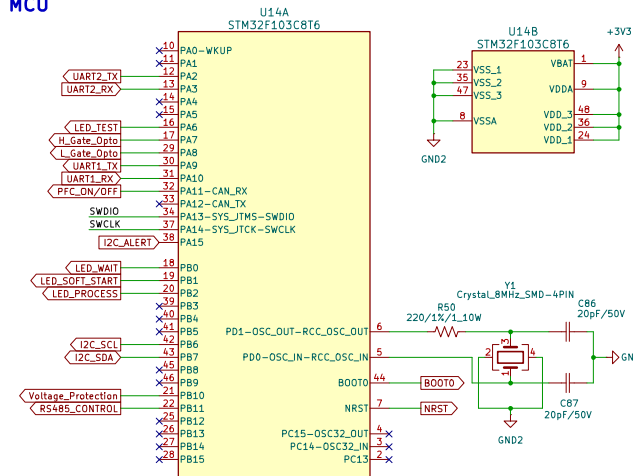 MCU
U14A
STM32F103C8T6
10 PA0-WKUP
11 PA1
UART2_TX 12 PA2
UART2_RX 13 PA3
14 PA4
15 PA5
LED_TEST 16 PA6
H_Gate_Opto 17 PA7
L_Gate_Opto 29 PA8
UART1_TX 30 PA9
UART1_RX 31 PA10
PFC_ON/OFF 32 PA11-CAN_RX
33 PA12-CAN_TX
SWDIO 34 PA13-SYS_JTMS-SWDIO
SWCLK 37 PA14-SYS_JTCK-SWCLK
I2C_ALERT 38 PA15
LED_WAIT 18 PB0
LED_SOFT_START 19 PB1
LED_PROCESS 20 PB2
39 PB3
40 PB4
41 PB5
I2C_SCL 42 PB6
I2C_SDA 43 PB7
45 PB8
46 PB9
Voltage_Protection 21 PB10
RS485_CONTROL 22 PB11
25 PB12
26 PB13
27 PB14
28 PB15
PD1-OSC_OUT-RCC_OSC_OUT 6
PD0-OSC_IN-RCC_OSC_IN 5
BOOT0 44 BOOT0
NRST 7 NRST
PC15-OSC32_OUT 4
PC14-OSC32_IN 3
PC13 2
U14B
STM32F103C8T6
+3V3
23 VSS_1
35 VSS_2
47 VSS_3
8 VSSA
VBAT 1
VDDA 9
VDD_3 48
VDD_2 36
VDD_1 24
GND2
R50
220/1%/1_10W
Y1
Crystal_8MHz_SMD-4PIN
3
2 4
1
C86
20pF/50V
C87
20pF/50V
GND2
GN